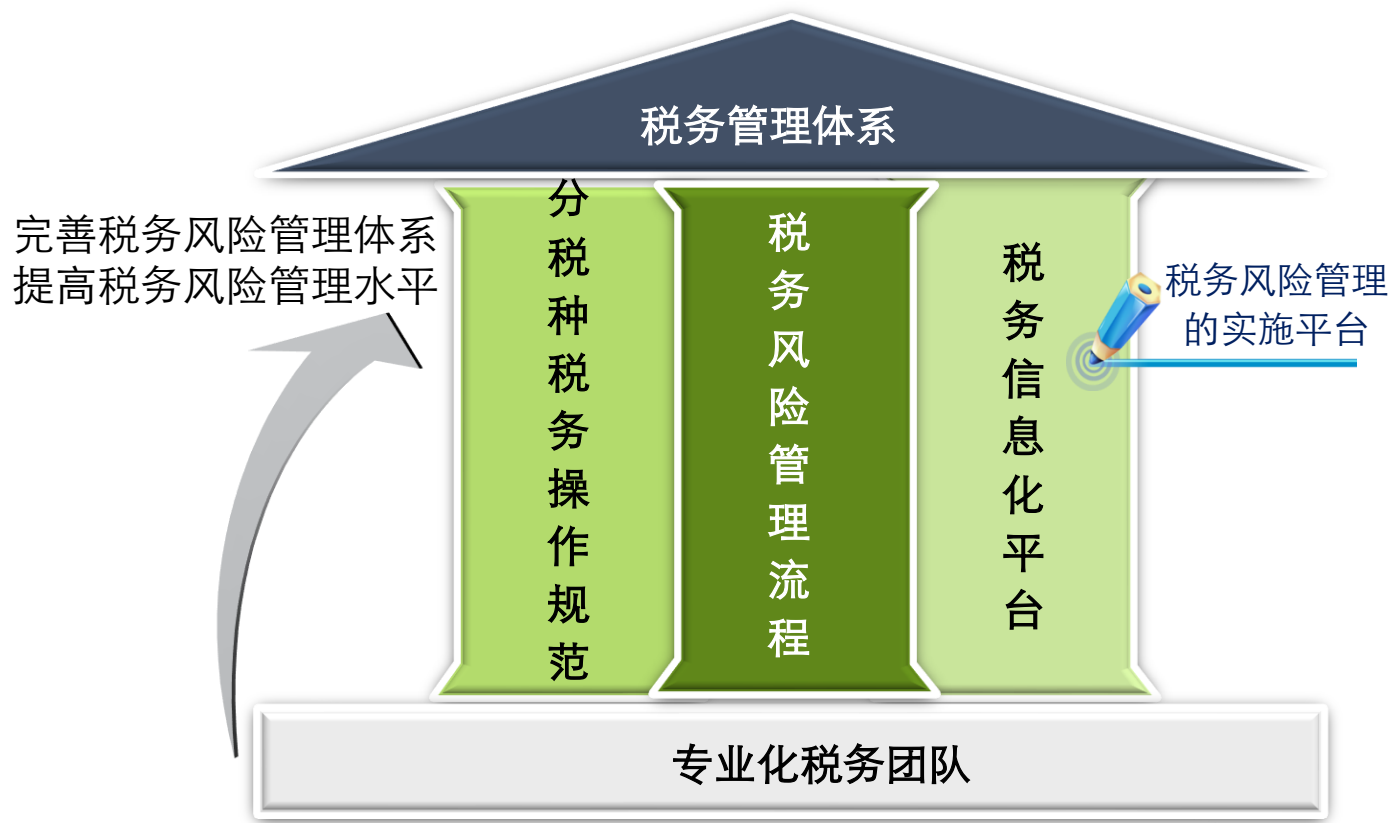 税务管理体系
完善税务风险管理体系
提高税务风险管理水平
分税种税务操作规范
税务风险管理流程
税务信息化平台
税务风险管理
的实施平台
专业化税务团队